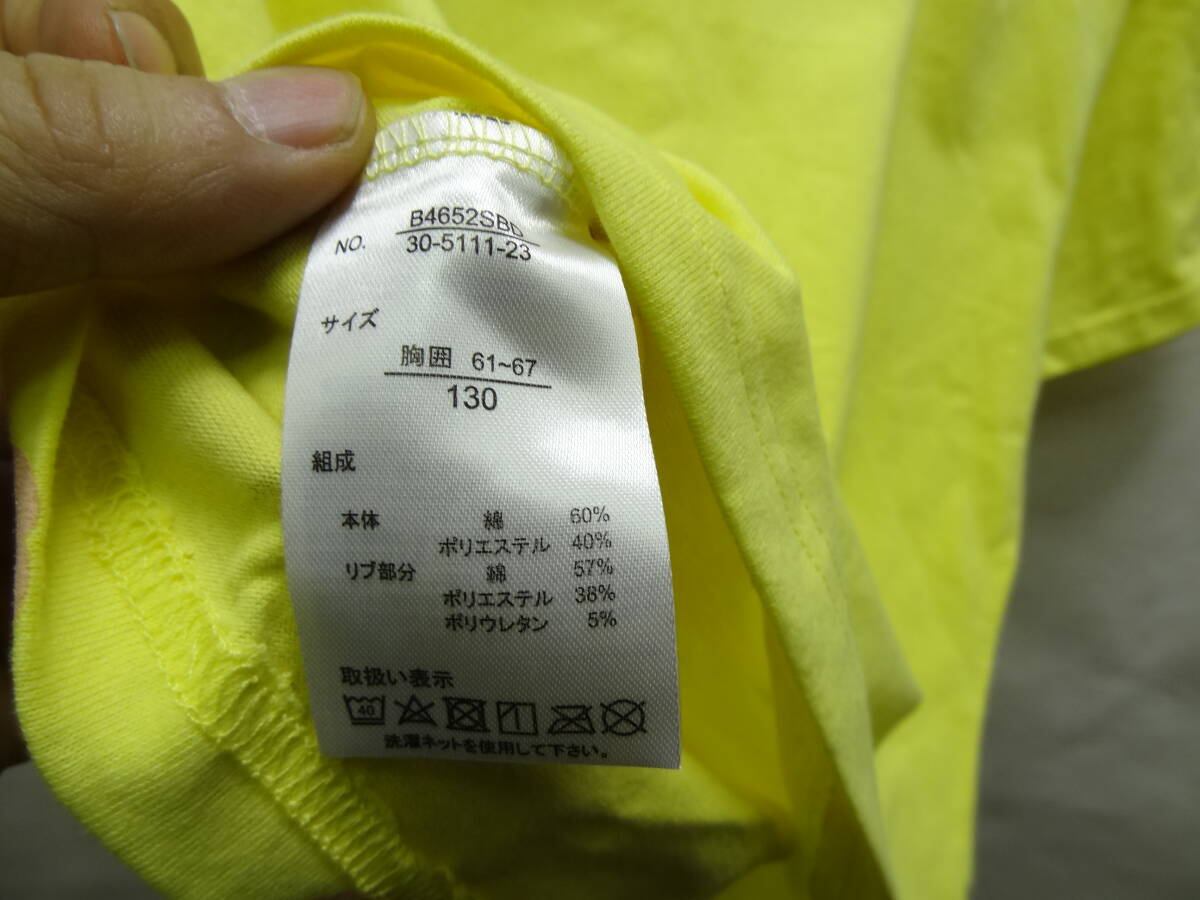 NO. B4652SBD
30-5111-23
サイズ
胸囲 61~67
130
組成
本体 綿 60%
ポリエステル 40%
リブ部分 綿 57%
ポリエステル 38%
ポリウレタン 5%
取扱い表示
40
洗濯ネットを使用して下さい。